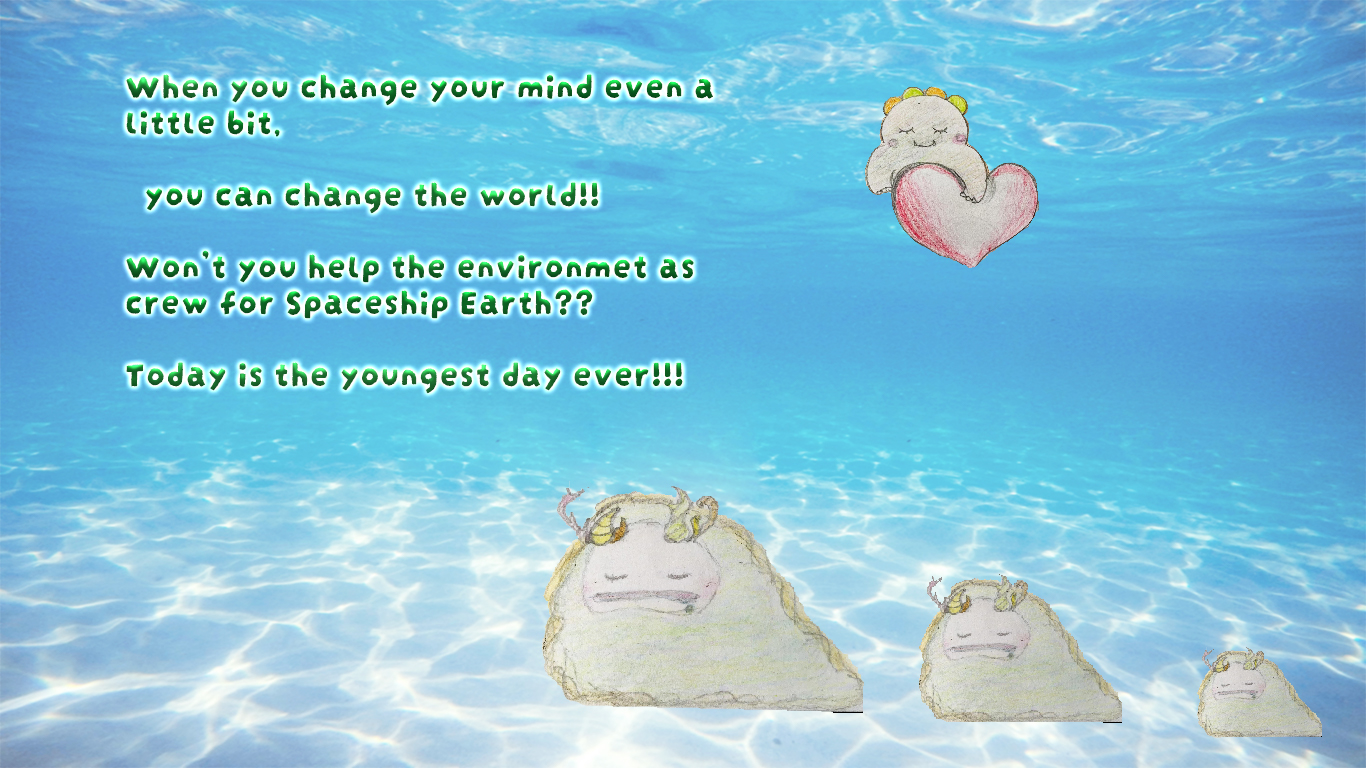 When you change your mind even a
little bit,
you can change the world!!
Won't you help the environmet as
crew for Spaceship Earth??
Today is the youngest day ever!!!